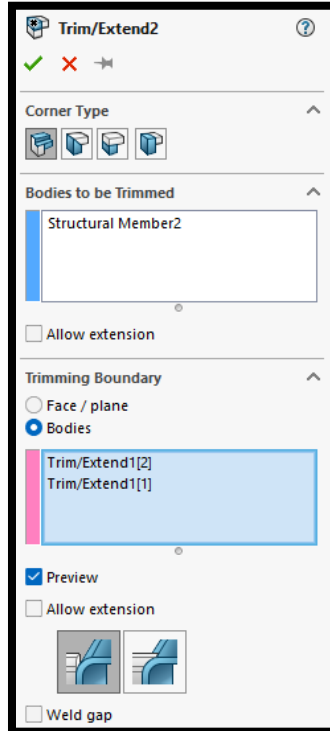 Trim/Extend2
Corner Type
Bodies to be Trimmed
Structural Member2
Allow extension
Trimming Boundary
Face / plane
Bodies
Trim/Extend1[2]
Trim/Extend1[1]
Preview
Allow extension
Weld gap